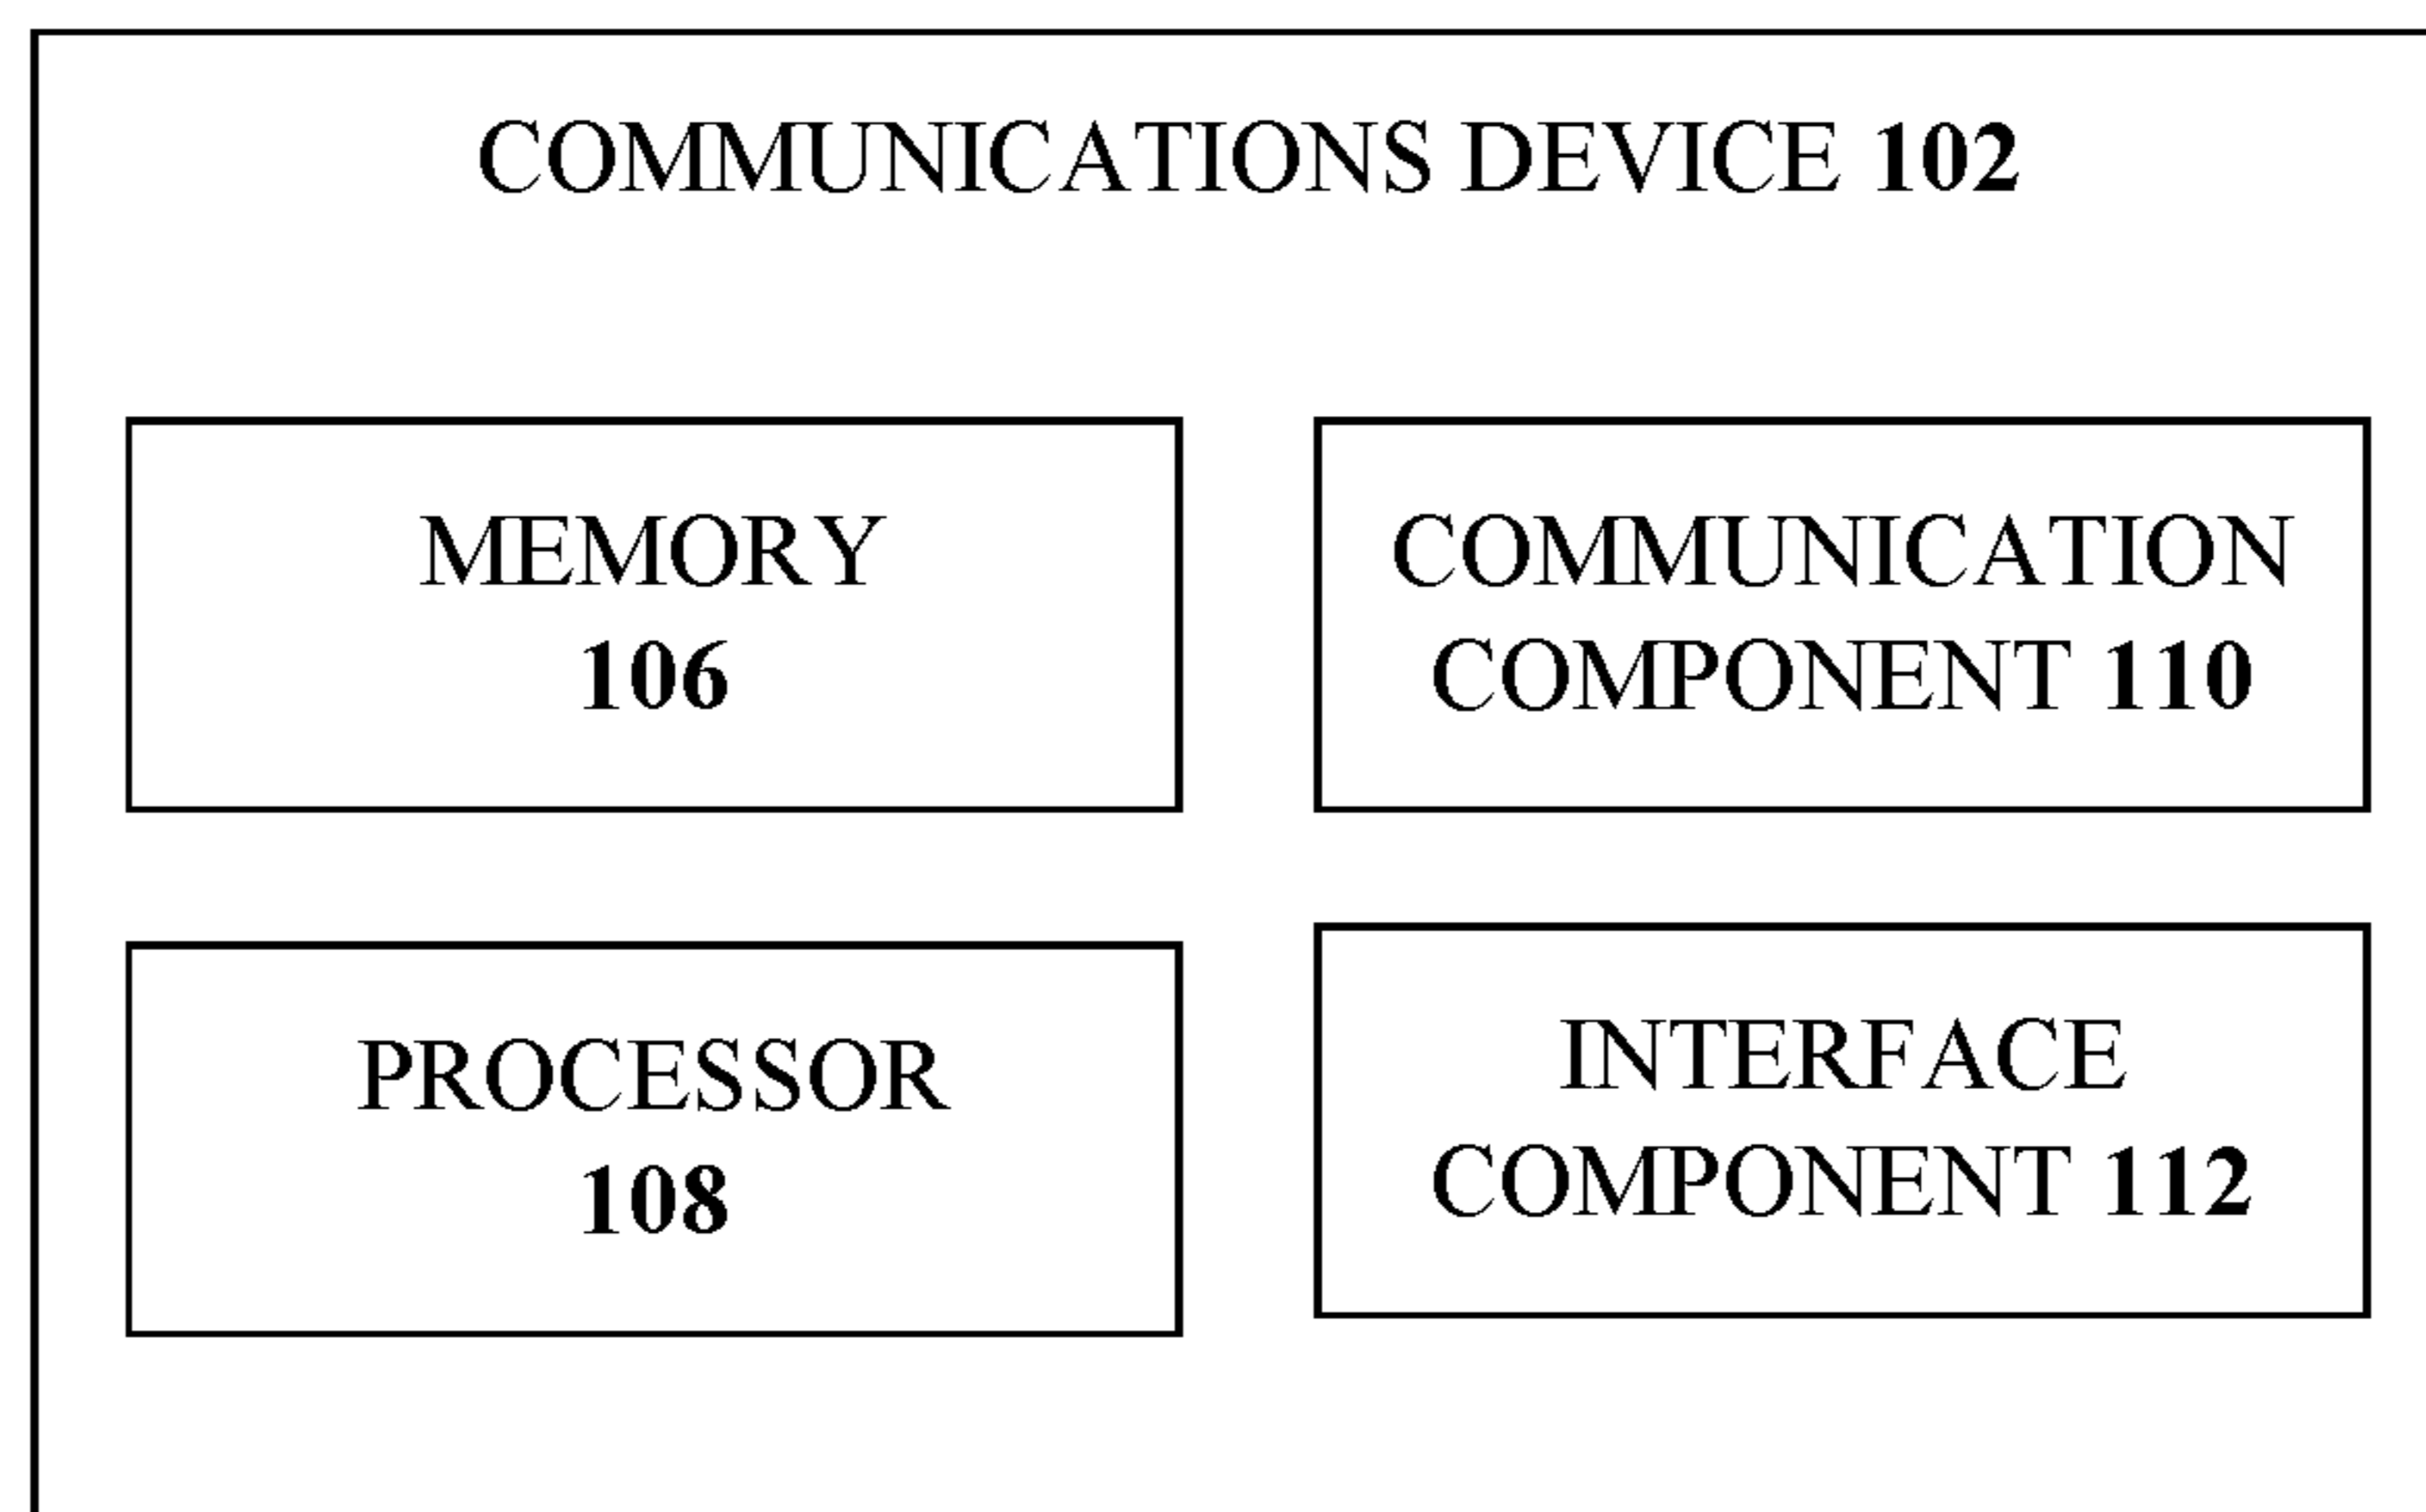 COMMUNICATIONS DEVICE 102
MEMORY
106
COMMUNICATION
COMPONENT 110
PROCESSOR
108
INTERFACE
COMPONENT 112